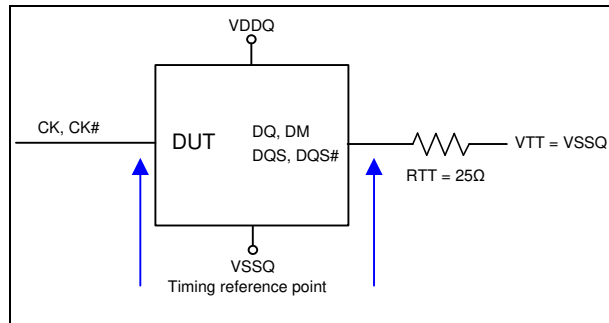 VDDQ
CK, CK#
DUT
DQ, DM
DQS, DQS#
VTT = VSSQ
RTT = 25Ω
VSSQ
Timing reference point